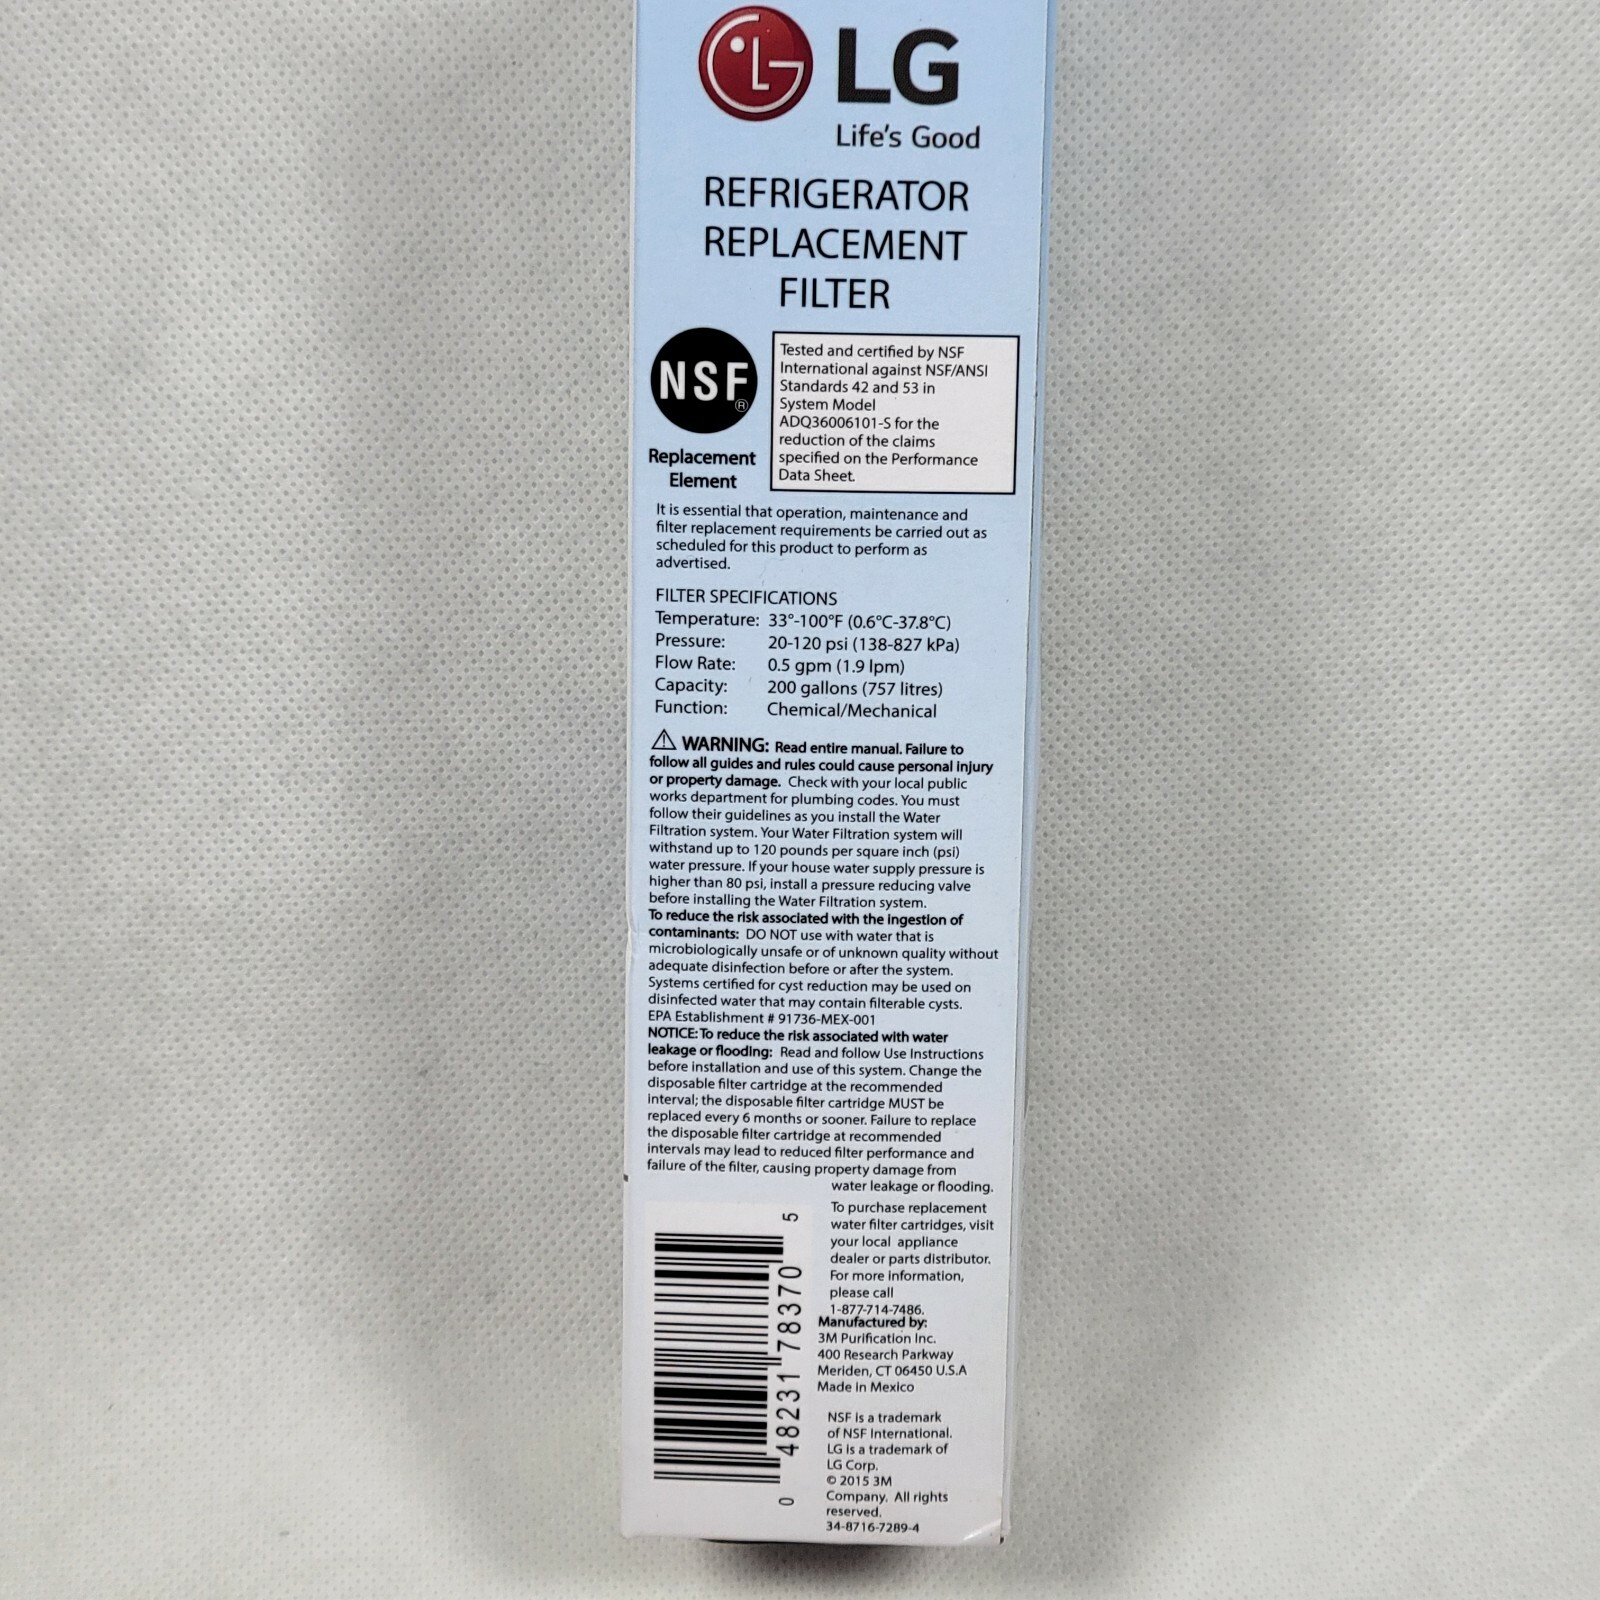 LG
Life's Good
REFRIGERATOR
REPLACEMENT
FILTER
NSF®
Replacement
Element
Tested and certified by NSF
International against NSF/ANSI
Standards 42 and 53 in
System Model
ADQ36006101-S for the
reduction of the claims
specified on the Performance
Data Sheet.
It is essential that operation, maintenance and
filter replacement requirements be carried out as
scheduled for this product to perform as
advertised.
FILTER SPECIFICATIONS
Temperature: 33°-100°F (0.6°C-37.8°C)
Pressure: 20-120 psi (138-827 kPa)
Flow Rate: 0.5 gpm (1.9 lpm)
Capacity: 200 gallons (757 litres)
Function: Chemical/Mechanical
WARNING: Read entire manual. Failure to
follow all guides and rules could cause personal injury
or property damage. Check with your local public
works department for plumbing codes. You must
follow their guidelines as you install the Water
Filtration system. Your Water Filtration system will
withstand up to 120 pounds per square inch (psi)
water pressure. If your house water supply pressure is
higher than 80 psi, install a pressure reducing valve
before installing the Water Filtration system.
To reduce the risk associated with the ingestion of
contaminants: DO NOT use with water that is
microbiologically unsafe or of unknown quality without
adequate disinfection before or after the system.
Systems certified for cyst reduction may be used on
disinfected water that may contain filterable cysts.
EPA Establishment # 91736-MEX-001
NOTICE: To reduce the risk associated with water
leakage or flooding: Read and follow Use Instructions
before installation and use of this system. Change the
disposable filter cartridge at the recommended
interval; the disposable filter cartridge MUST be
replaced every 6 months or sooner. Failure to replace
the disposable filter cartridge at recommended
intervals may lead to reduced filter performance and
failure of the filter, causing property damage from
water leakage or flooding.
To purchase replacement
water filter cartridges, visit
your local appliance
dealer or parts distributor.
For more information,
please call
1-877-714-7486.
Manufactured by:
3M Purification Inc.
400 Research Parkway
Meriden, CT 06450 U.S.A
Made in Mexico
NSF is a trademark
of NSF International.
LG is a trademark of
LG Corp.
© 2015 3M
Company. All rights
reserved.
34-8716-7289-4
0 48231 78370 5